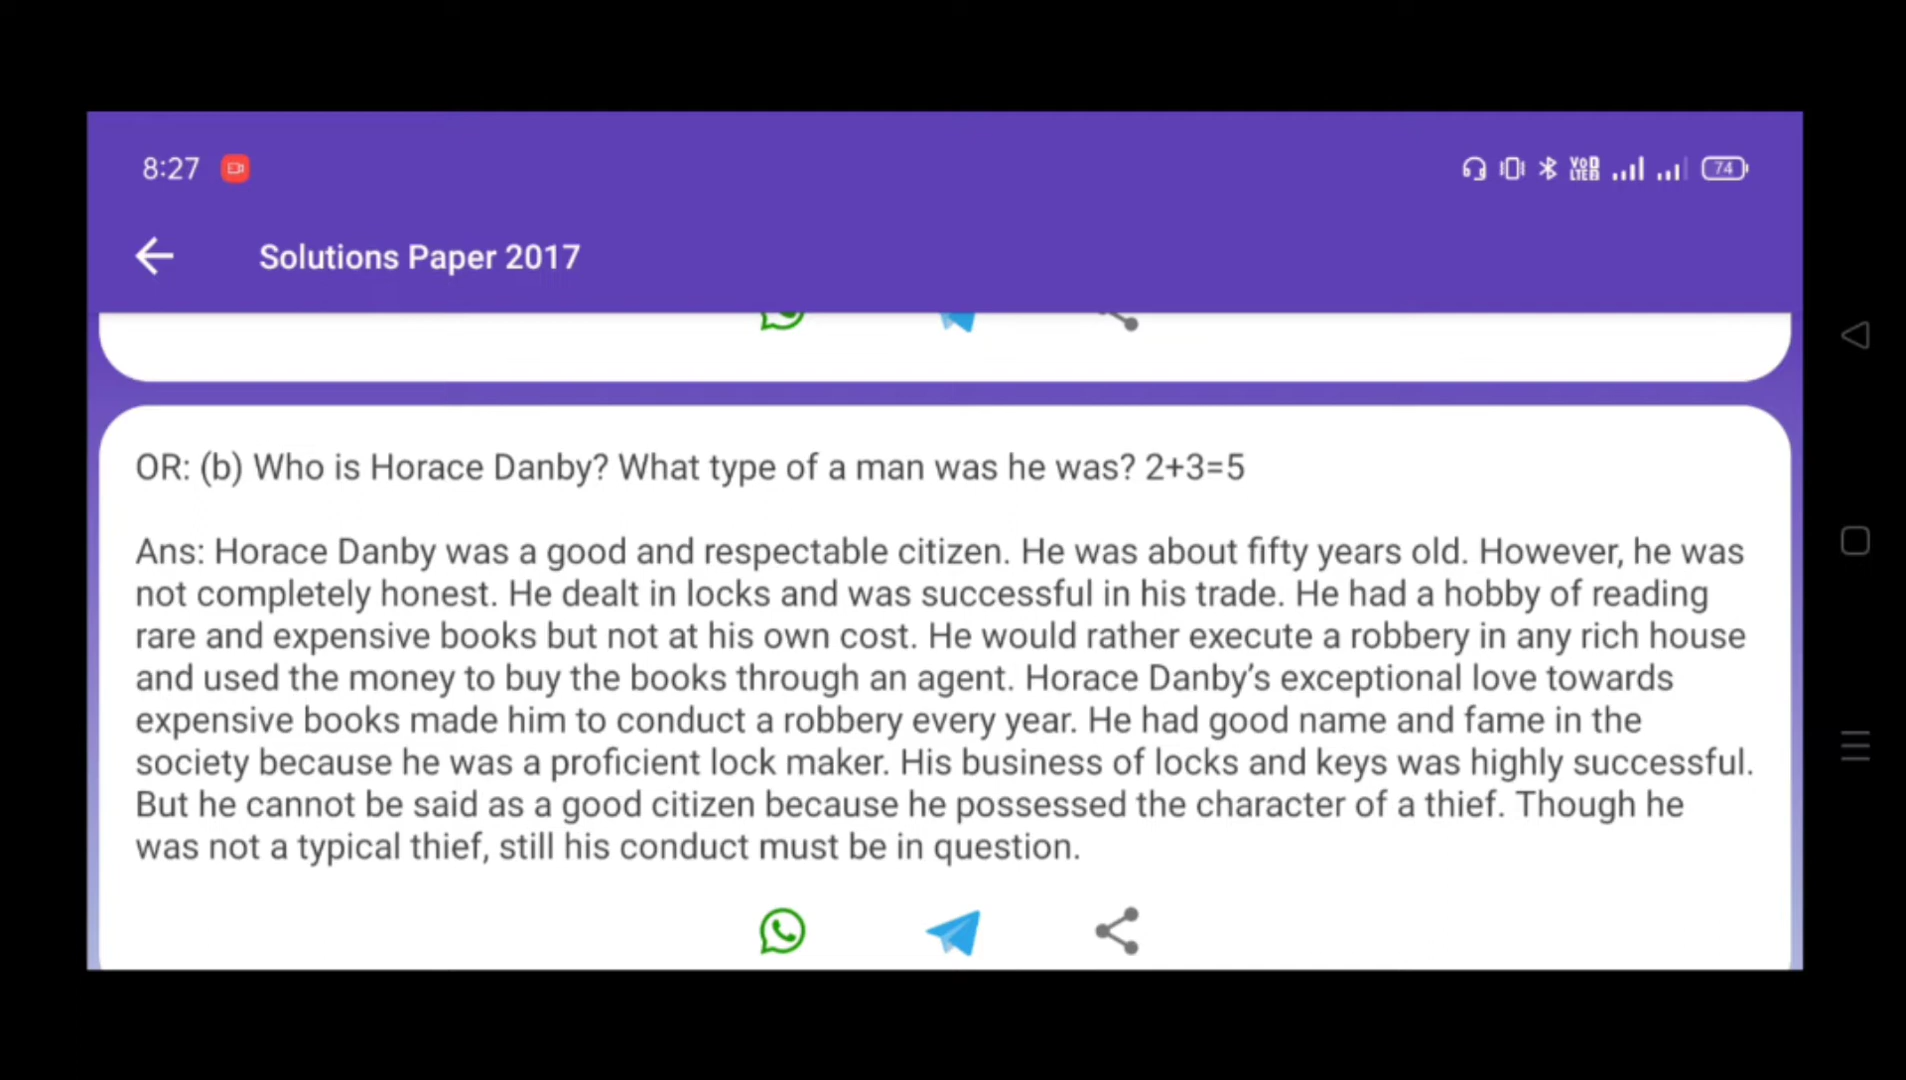 8:27
VoD LTE2 74
Solutions Paper 2017
OR: (b) Who is Horace Danby? What type of a man was he was? 2+3=5
Ans: Horace Danby was a good and respectable citizen. He was about fifty years old. However, he was
not completely honest. He dealt in locks and was successful in his trade. He had a hobby of reading
rare and expensive books but not at his own cost. He would rather execute a robbery in any rich house
and used the money to buy the books through an agent. Horace Danby’s exceptional love towards
expensive books made him to conduct a robbery every year. He had good name and fame in the
society because he was a proficient lock maker. His business of locks and keys was highly successful.
But he cannot be said as a good citizen because he possessed the character of a thief. Though he
was not a typical thief, still his conduct must be in question.